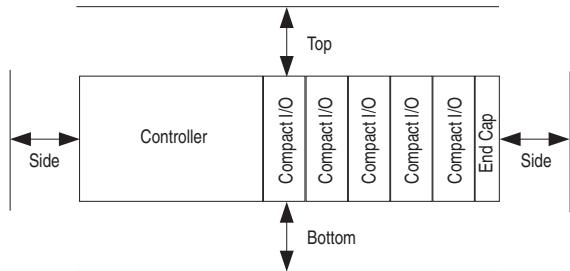 Top
Side
Controller
Compact I/O
Compact I/O
Compact I/O
Compact I/O
Compact I/O
End Cap
Side
Bottom